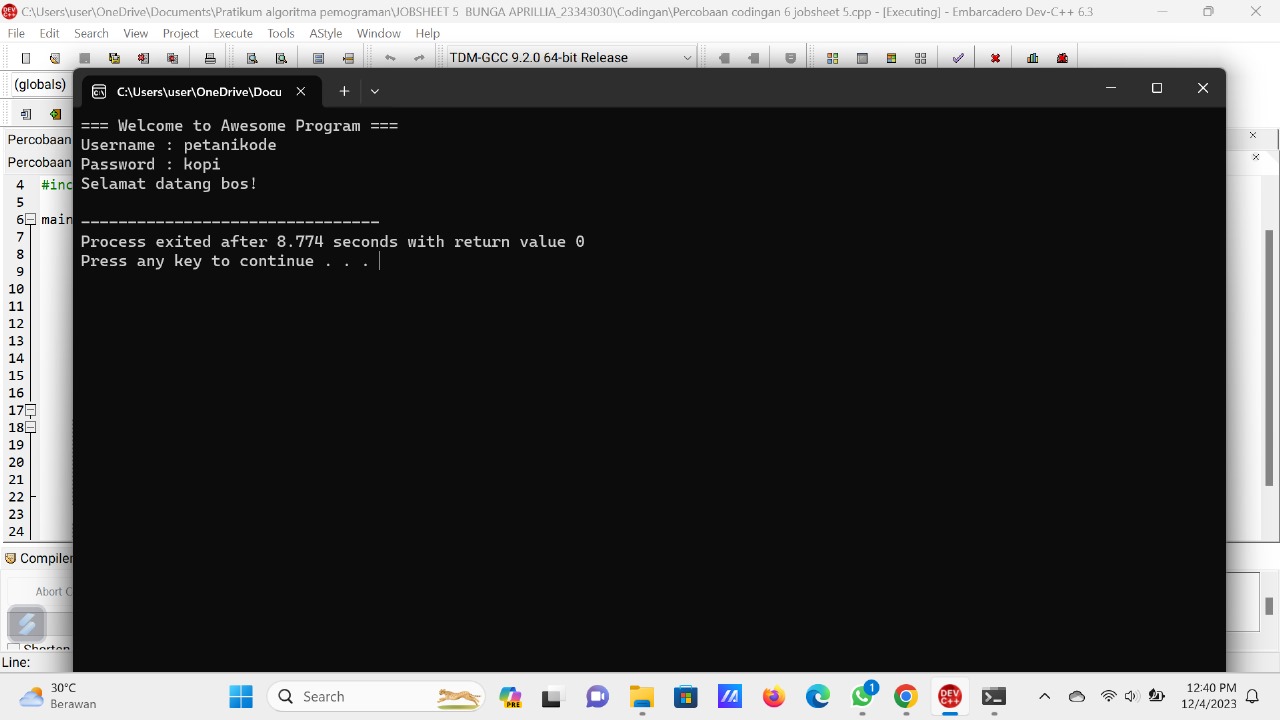 C:\Users\user\OneDrive\Documents\Pratikum algoritma pemograman\JOBSHEET 5 BUNGA APRILLIA_23343030\Codingan\Percobaan codingan 6 jobsheet 5.cpp - [Executing] - Embarcadero Dev-C++ 6.3
File Edit Search View Project Execute Tools AStyle Window Help
TDM-GCC 9.2.0 64-bit Release
(globals)
C:\Users\user\OneDrive\Docu
Percobaan
Percobaan
=== Welcome to Awesome Program ===
Username : petanikode
Password : kopi
Selamat datang bos!
--------------------------------
Process exited after 8.774 seconds with return value 0
Press any key to continue . . .
4 #inc
5
6 main
7
8
9
10
11
12
13
14
15
16
17
18
19
20
21
22
23
24
Compiler
Abort C
Shorten
Line:
30°C
Berawan
Search
PRE
1
DEV C++
12:40 PM
12/4/2023